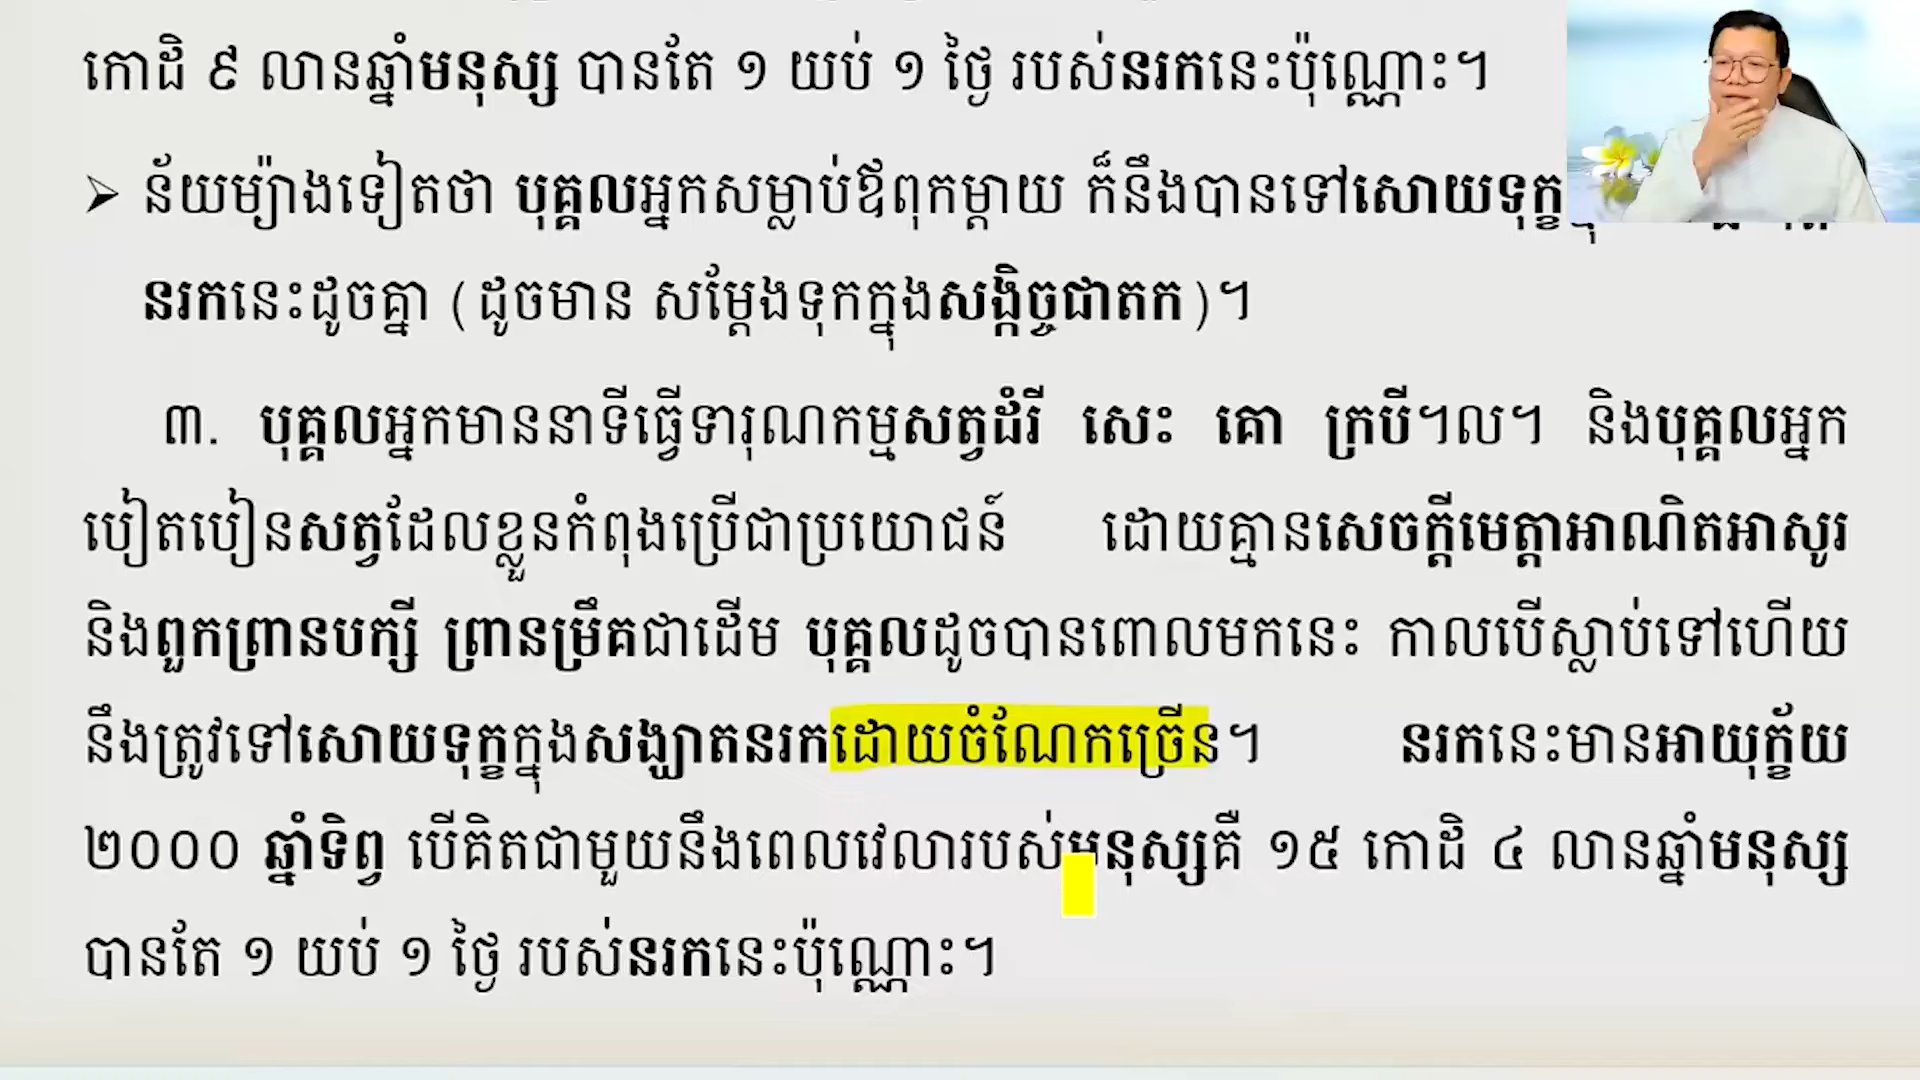 កោដិ ៩ លានឆ្នាំមនុស្ស បានតែ ១ យប់ ១ ថ្ងៃ របស់នរកនេះប៉ុណ្ណោះ។
ន័យម្យ៉ាងទៀតថា បុគ្គលអ្នកសម្លាប់ឪពុកម្តាយ ក៏នឹងបានទៅសោយទុក្ខ
នរកនេះដូចគ្នា (ដូចមាន សម្តែងទុកក្នុងសង្កិច្ចជាតក)។
៣. បុគ្គលអ្នកមាននាទីធ្វើទារុណកម្មសត្វដំរី សេះ គោ ក្របី។ល។ និងបុគ្គលអ្នក
បៀតបៀនសត្វដែលខ្លួនកំពុងប្រើជាប្រយោជន៍ ដោយគ្មានសេចក្តីមេត្តាអាណិតអាសូរ
និងពួកព្រានបក្សី ព្រានម្រឹគជាដើម បុគ្គលដូចបានពោលមកនេះ កាលបើស្លាប់ទៅហើយ
នឹងត្រូវទៅសោយទុក្ខក្នុងសង្ឃាតនរកដោយចំណែកច្រើន។ នរកនេះមានអាយុក្ខ័យ
២០០០ ឆ្នាំទិព្វ បើគិតជាមួយនឹងពេលវេលារបស់មនុស្សគឺ ១៥ កោដិ ៤ លានឆ្នាំមនុស្ស
បានតែ ១ យប់ ១ ថ្ងៃ របស់នរកនេះប៉ុណ្ណោះ។